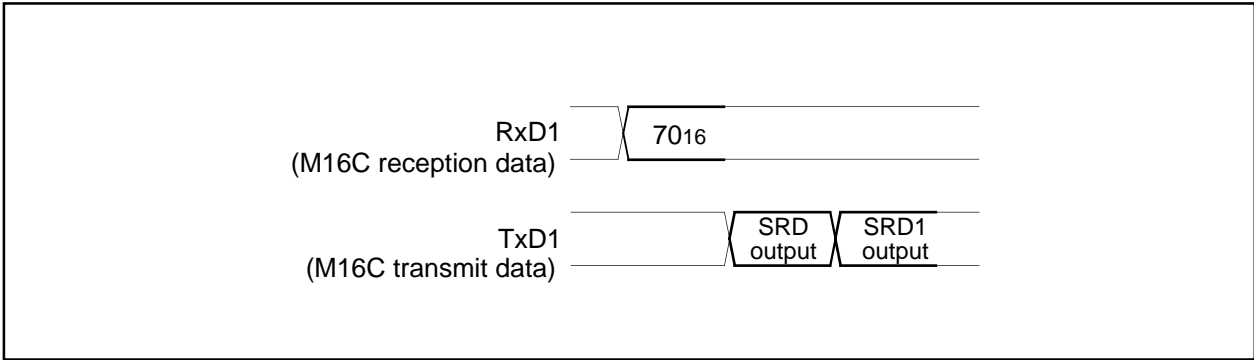 RxD1
(M16C reception data)
7016
TxD1
(M16C transmit data)
SRD
output
SRD1
output